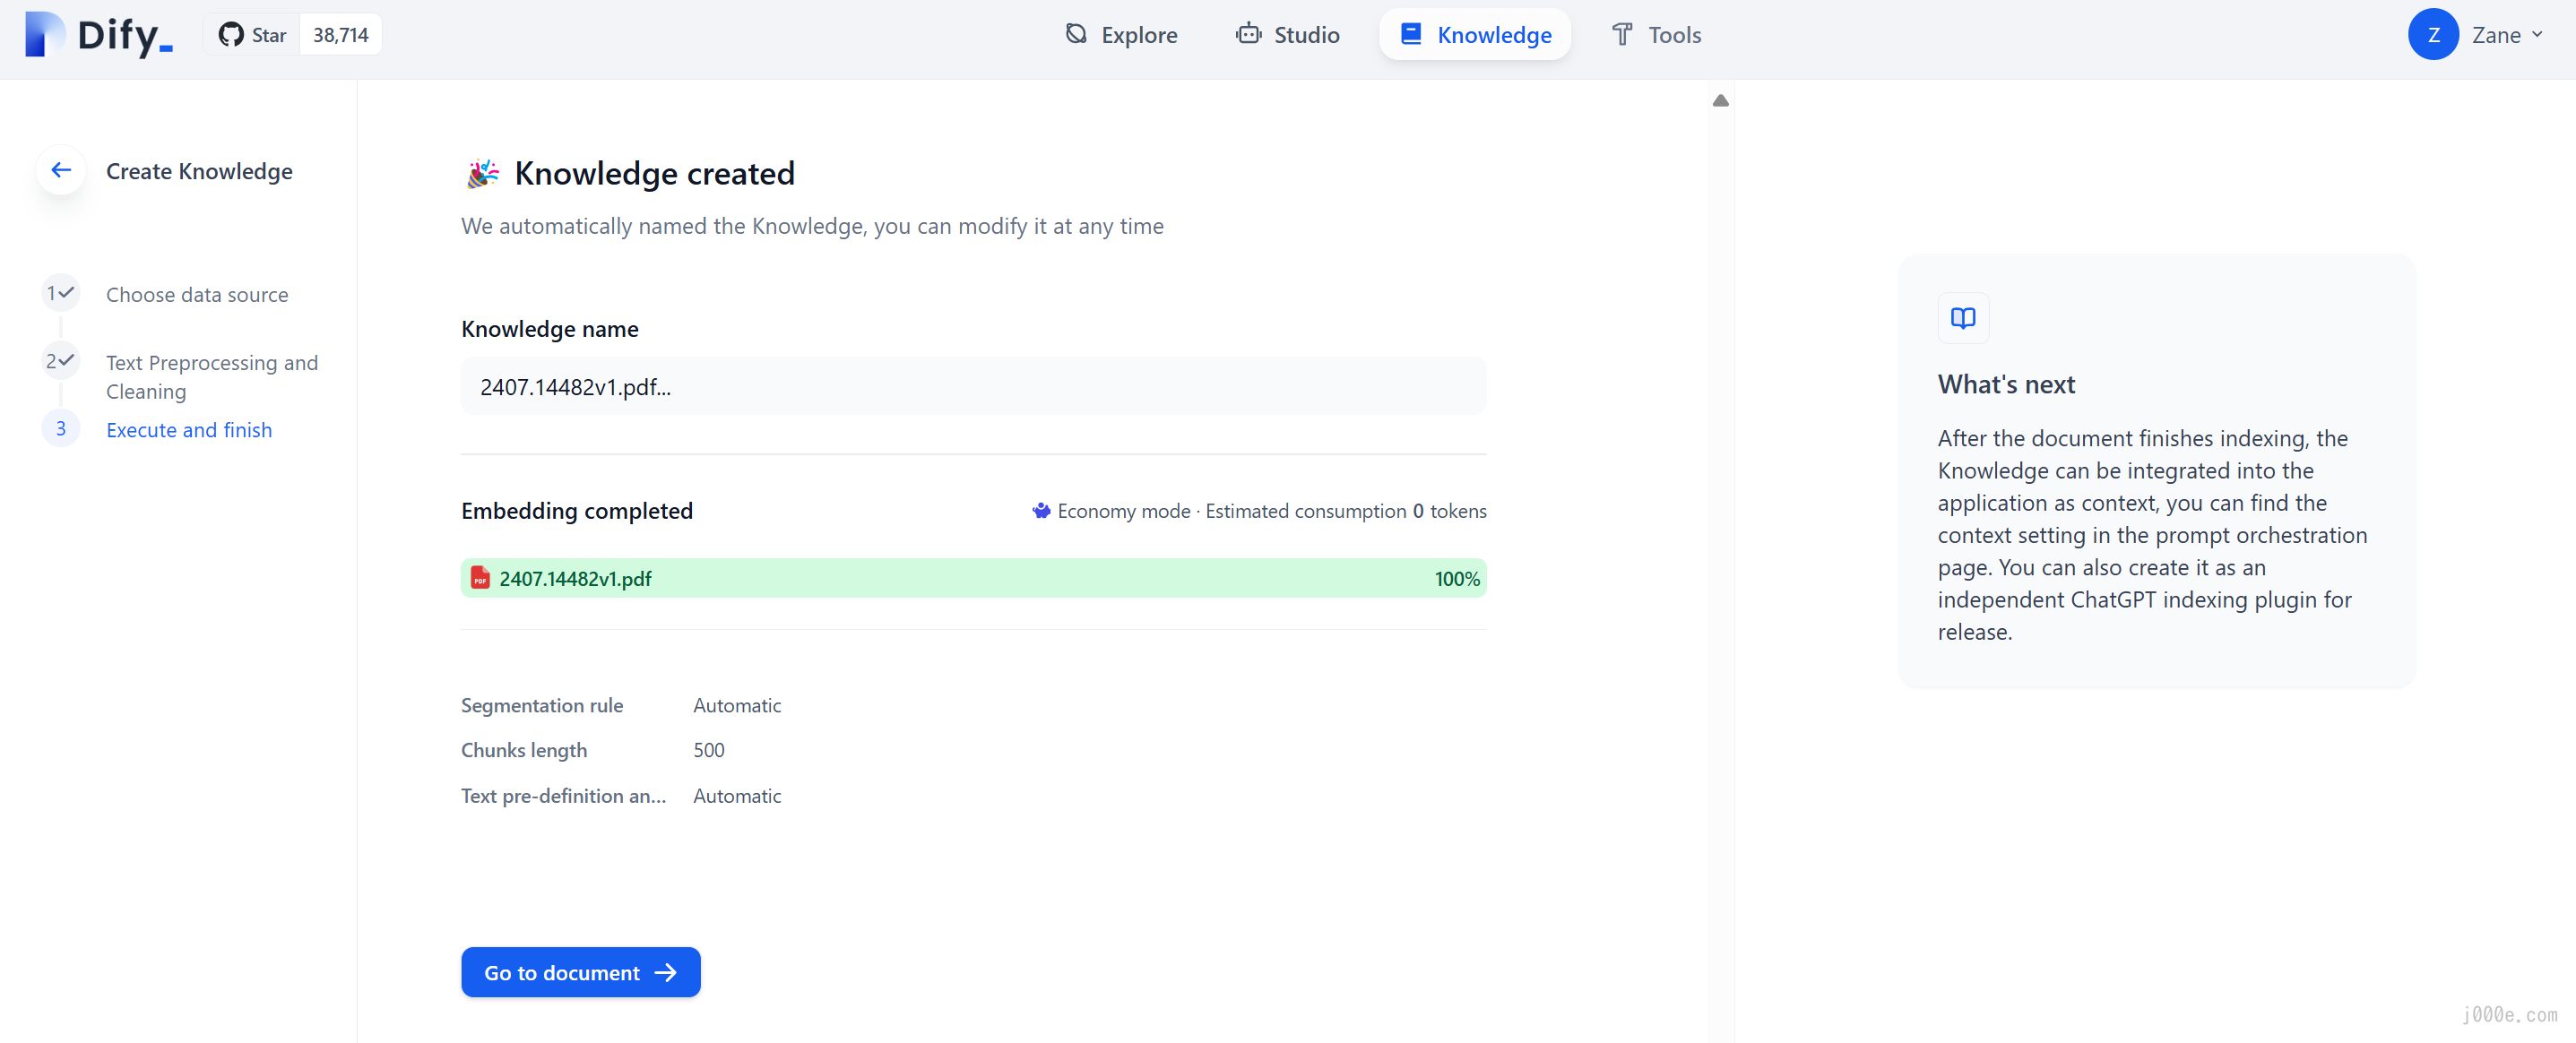 Dify_
Star 38,714
Explore
Studio
Knowledge
Tools
Z Zane
Create Knowledge
1 Choose data source
2 Text Preprocessing and
Cleaning
3 Execute and finish
Knowledge created
We automatically named the Knowledge, you can modify it at any time
Knowledge name
2407.14482v1.pdf...
Embedding completed
Economy mode · Estimated consumption 0 tokens
PDF 2407.14482v1.pdf 100%
Segmentation rule Automatic
Chunks length 500
Text pre-definition an... Automatic
Go to document
What's next
After the document finishes indexing, the
Knowledge can be integrated into the
application as context, you can find the
context setting in the prompt orchestration
page. You can also create it as an
independent ChatGPT indexing plugin for
release.
j000e.com